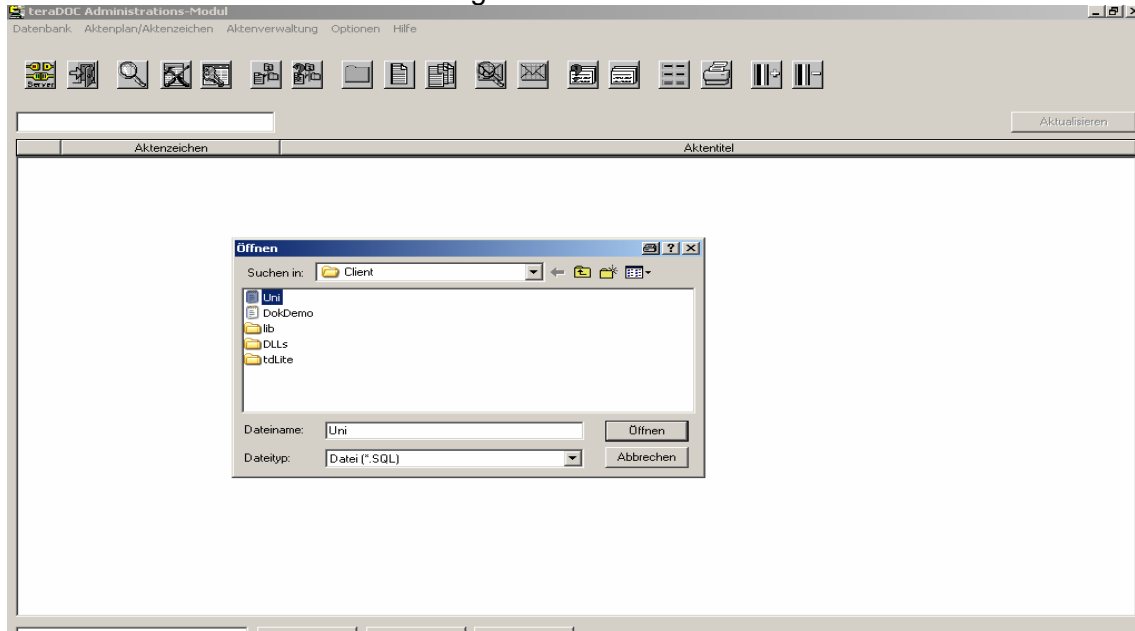 teraDOC Administrations-Modul
Datenbank Aktenplan/Aktenzeichen Aktenverwaltung Optionen Hilfe
Server
Aktualisieren
Aktenzeichen Aktentitel
Öffnen
Suchen in: Client
Uni
DokDemo
lib
DLLs
tdLite
Dateiname: Uni Öffnen
Dateityp: Datei (*.SQL) Abbrechen